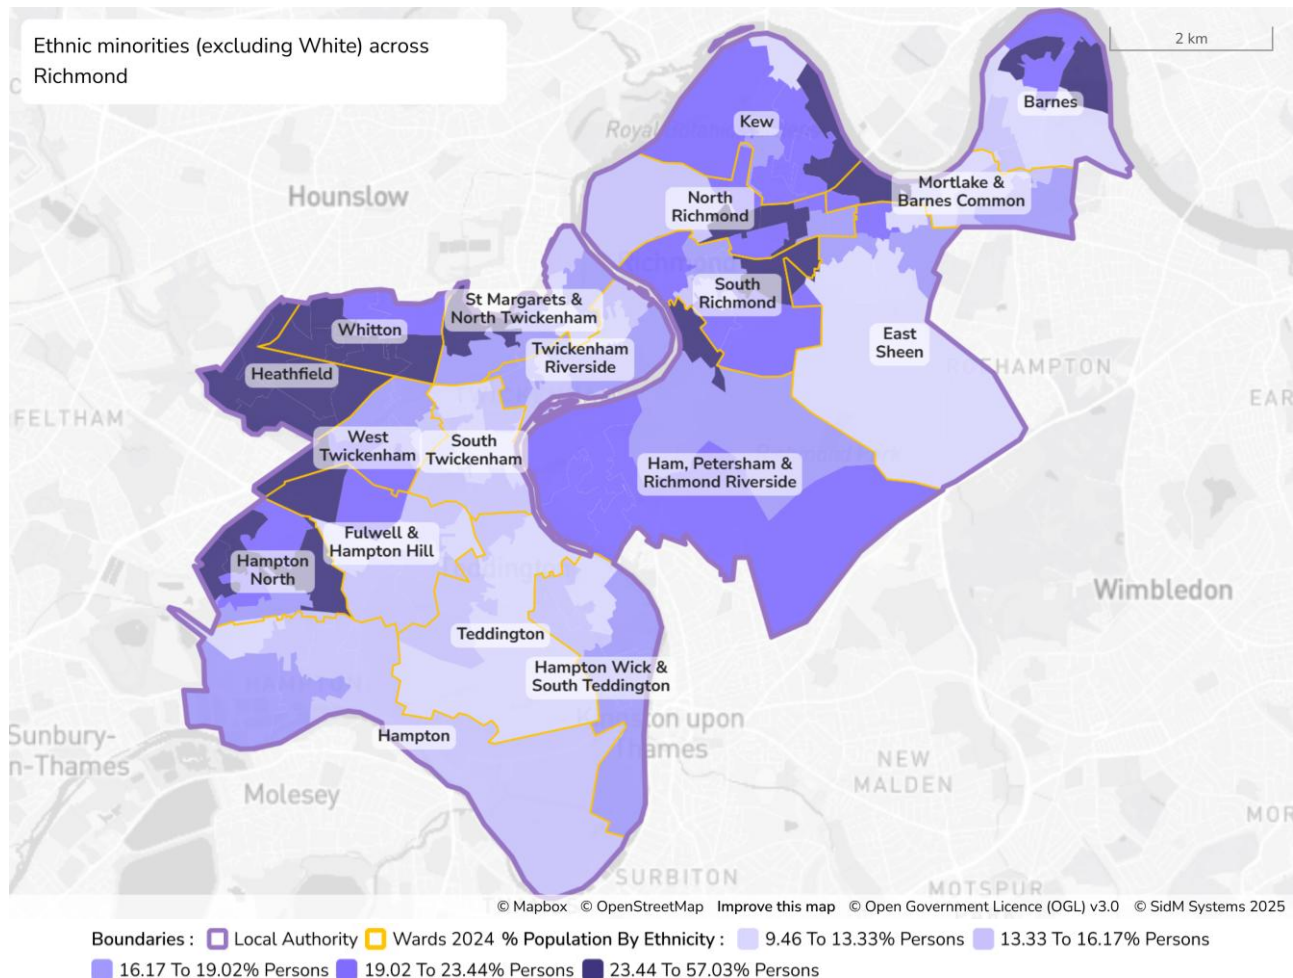 Ethnic minorities (excluding White) across
Richmond
2 km
Barnes
Kew
Hounslow
Mortlake &
Barnes Common
North
Richmond
South
Richmond
St Margarets &
North Twickenham
Whitton
East
Sheen
Twickenham
Riverside
Heathfield
FELTHAM
EAR
West
Twickenham
South
Twickenham
Ham, Petersham &
Richmond Riverside
Fulwell &
Hampton Hill
Hampton
North
Wimbledon
Teddington
Hampton Wick &
South Teddington
Hampton
Sunbury-
n-Thames
NEW
MALDEN
Molesey
MOR
SURBITON
MOTSPUR
© Mapbox © OpenStreetMap Improve this map © Open Government Licence (OGL) v3.0 © SidM Systems 2025
Boundaries : Local Authority Wards 2024 % Population By Ethnicity : 9.46 To 13.33% Persons 13.33 To 16.17% Persons
16.17 To 19.02% Persons 19.02 To 23.44% Persons 23.44 To 57.03% Persons